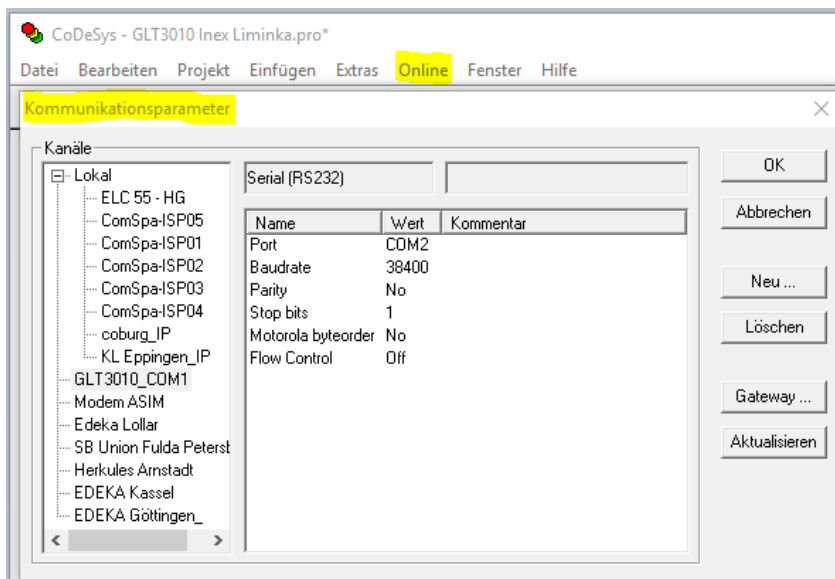 CoDeSys - GLT3010 Inex Liminka.pro*
Datei Bearbeiten Projekt Einfügen Extras Online Fenster Hilfe
Kommunikationsparameter
Kanäle
Lokal
ELC 55 - HG
ComSpa-ISP05
ComSpa-ISP01
ComSpa-ISP02
ComSpa-ISP03
ComSpa-ISP04
coburg_IP
KL Eppingen_IP
GLT3010_COM1
Modem ASIM
Edeka Lollar
SB Union Fulda Petersb
Herkules Arnstadt
EDEKA Kassel
EDEKA Göttingen_
Serial (RS232)
Name Wert Kommentar
Port COM2
Baudrate 38400
Parity No
Stop bits 1
Motorola byteorder No
Flow Control Off
OK
Abbrechen
Neu ...
Löschen
Gateway ...
Aktualisieren